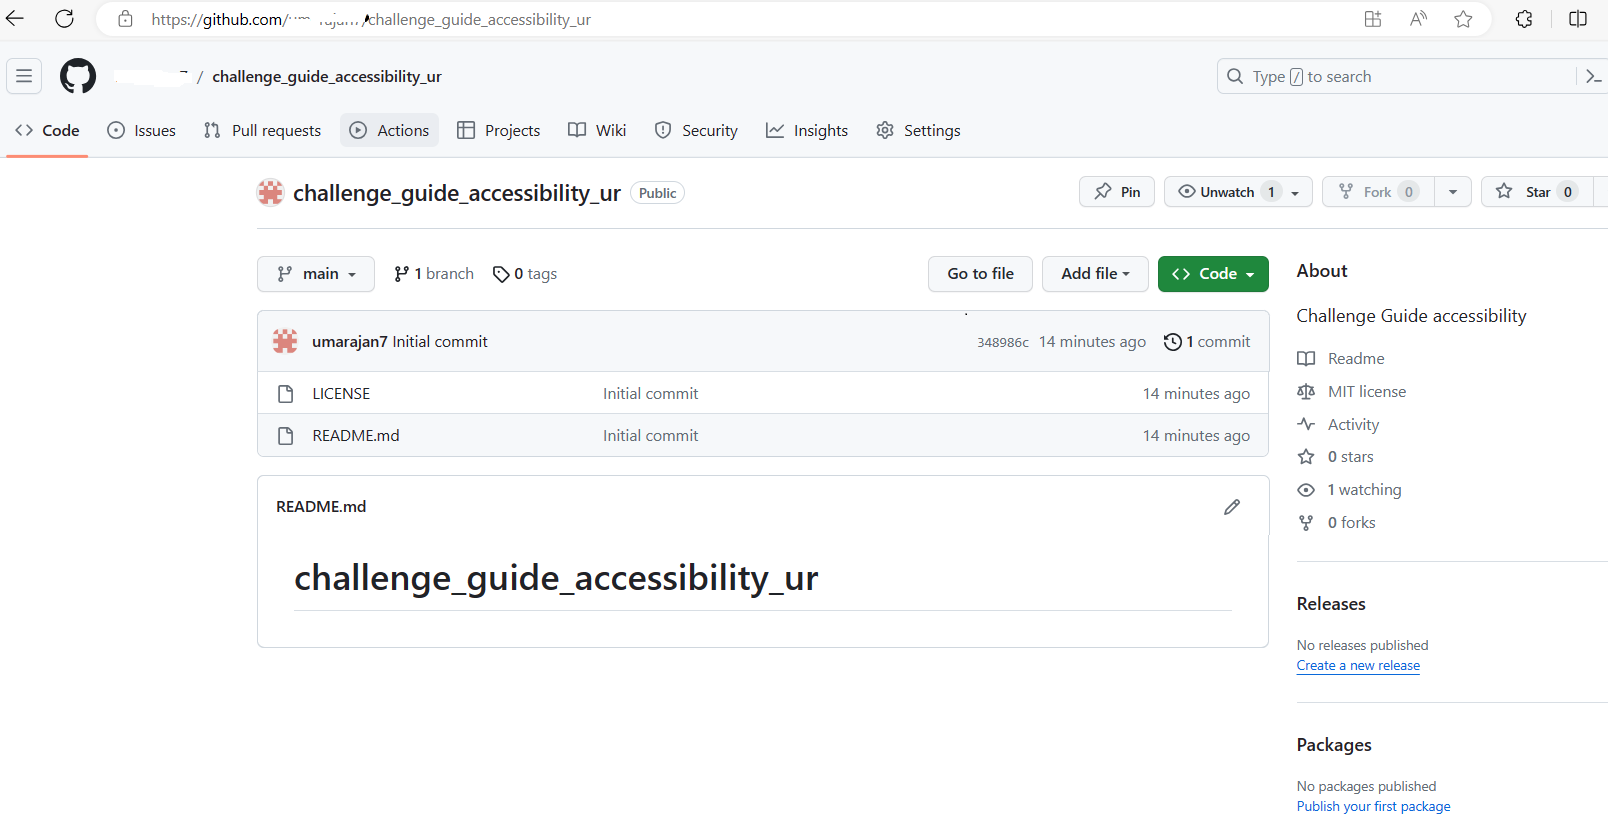 https://github.com/ /challenge_guide_accessibility_ur
/ challenge_guide_accessibility_ur
Type / to search
Code Issues Pull requests Actions Projects Wiki Security Insights Settings
challenge_guide_accessibility_ur Public
Pin Unwatch 1 Fork 0 Star 0
main 1 branch 0 tags Go to file Add file Code
umarajan7 Initial commit 348986c 14 minutes ago 1 commit
LICENSE Initial commit 14 minutes ago
README.md Initial commit 14 minutes ago
README.md
challenge_guide_accessibility_ur
About
Challenge Guide accessibility
Readme
MIT license
Activity
0 stars
1 watching
0 forks
Releases
No releases published
Create a new release
Packages
No packages published
Publish your first package